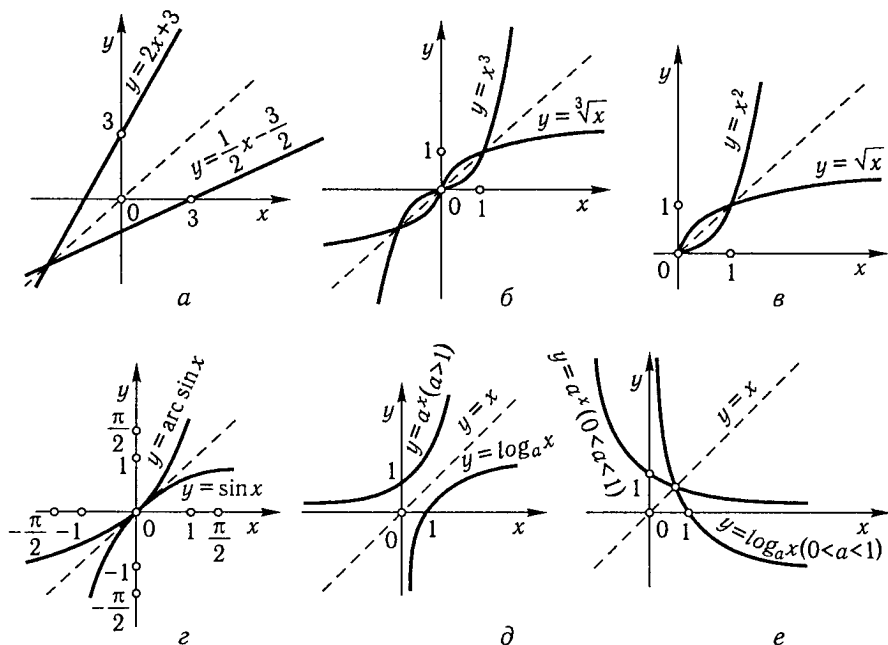 y
y=2x+3
3
y=\frac{1}{2}x-\frac{3}{2}
0
3
x
а
y
y=x³
y=∛x
1
0
1
x
б
y
y=x²
y=√x
1
0
1
x
в
y
y=arc sin x
π/2
1
y=sin x
-π/2
-1
0
1
π/2
x
-1
-π/2
г
y
y=aˣ(a>1)
y=x
y=logₐx
1
0
1
x
д
y
y=aˣ(0<a<1)
y=x
1
0
1
x
y=logₐx(0<a<1)
е